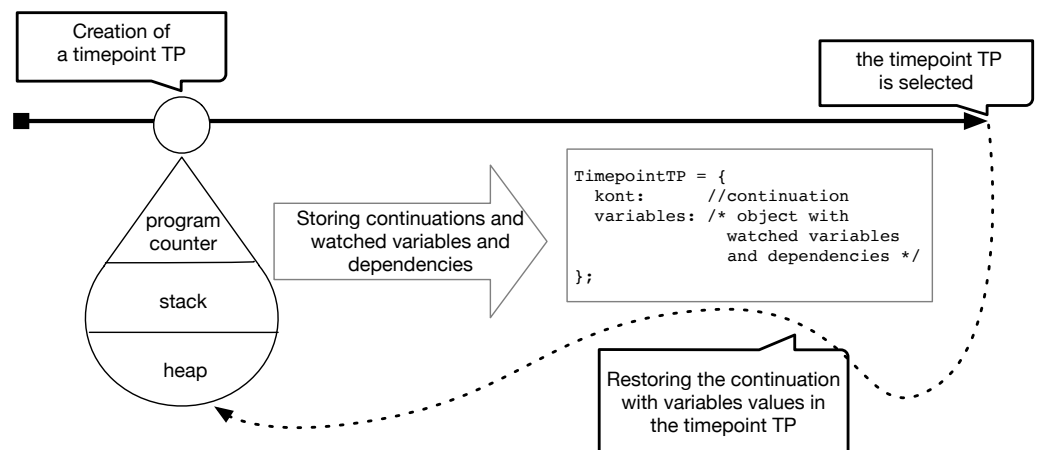 Creation of
a timepoint TP
the timepoint TP
is selected
program
counter
stack
heap
Storing continuations and
watched variables and
dependencies
TimepointTP = {
kont: //continuation
variables: /* object with
watched variables
and dependencies */
};
Restoring the continuation
with variables values in
the timepoint TP